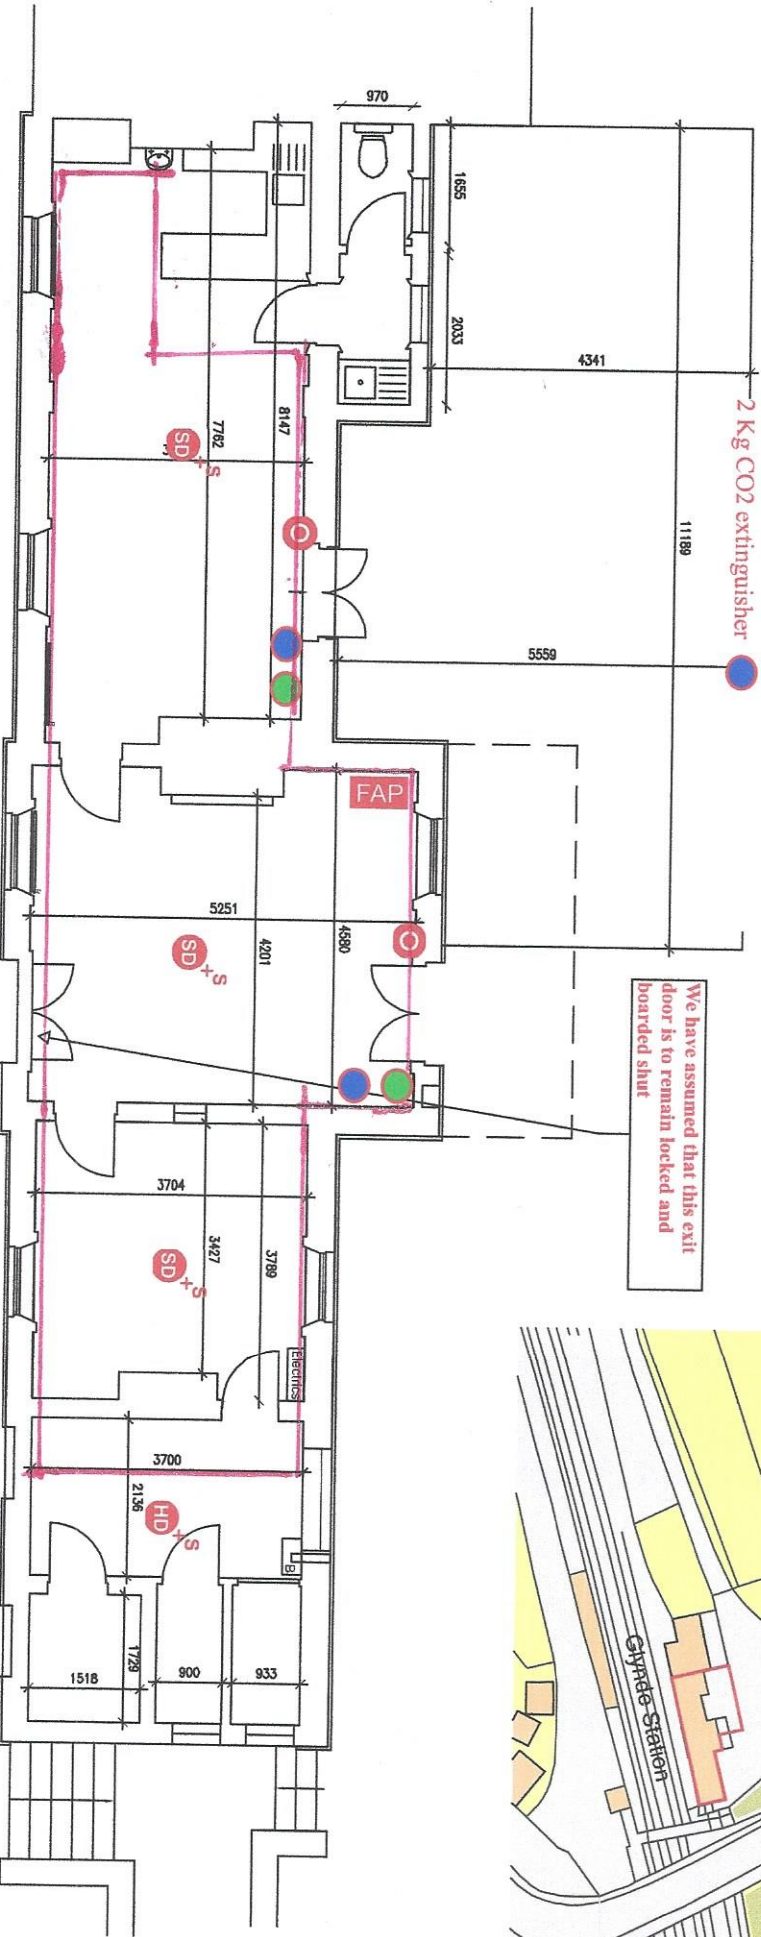 2 Kg CO2 extinguisher
We have assumed that this exit
door is to remain locked and
boarded shut
Glynde Station
970
1655
2033
4341
11189
5559
7762
8147
SD+S
FAP
5251
4201
4580
SD+S
3704
3427
3789
SD+S
Electrics
3700
2136
HD+S
B
1729
1518
900
933